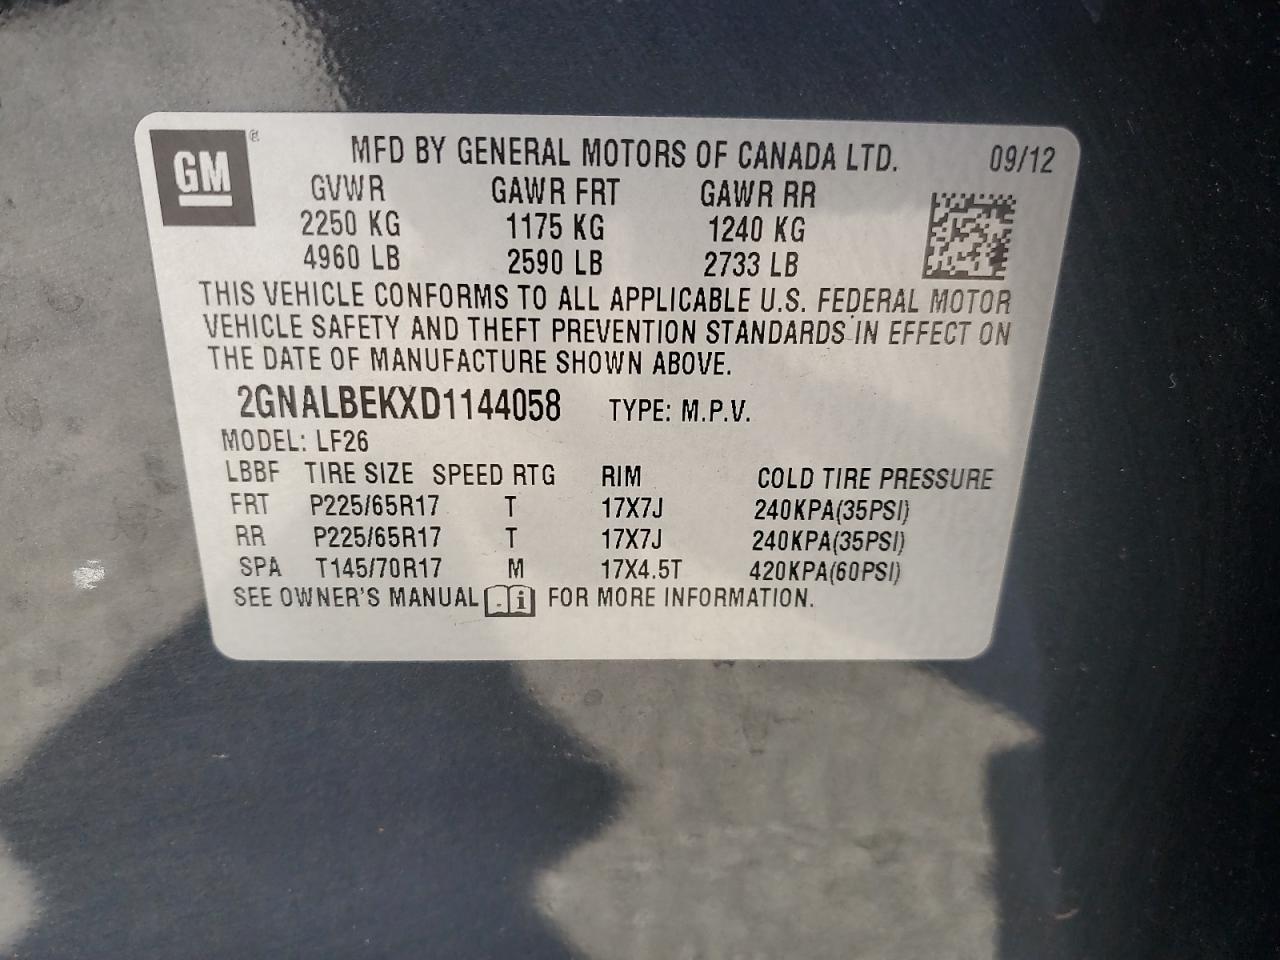 GM ® MFD BY GENERAL MOTORS OF CANADA LTD. 09/12
GVWR GAWR FRT GAWR RR
2250 KG 1175 KG 1240 KG
4960 LB 2590 LB 2733 LB
THIS VEHICLE CONFORMS TO ALL APPLICABLE U.S. FEDERAL MOTOR
VEHICLE SAFETY AND THEFT PREVENTION STANDARDS IN EFFECT ON
THE DATE OF MANUFACTURE SHOWN ABOVE.
2GNALBEKXD1144058 TYPE: M.P.V.
MODEL: LF26
LBBF TIRE SIZE SPEED RTG RIM COLD TIRE PRESSURE
FRT P225/65R17 T 17X7J 240KPA(35PSI)
RR P225/65R17 T 17X7J 240KPA(35PSI)
SPA T145/70R17 M 17X4.5T 420KPA(60PSI)
SEE OWNER'S MANUAL i FOR MORE INFORMATION.